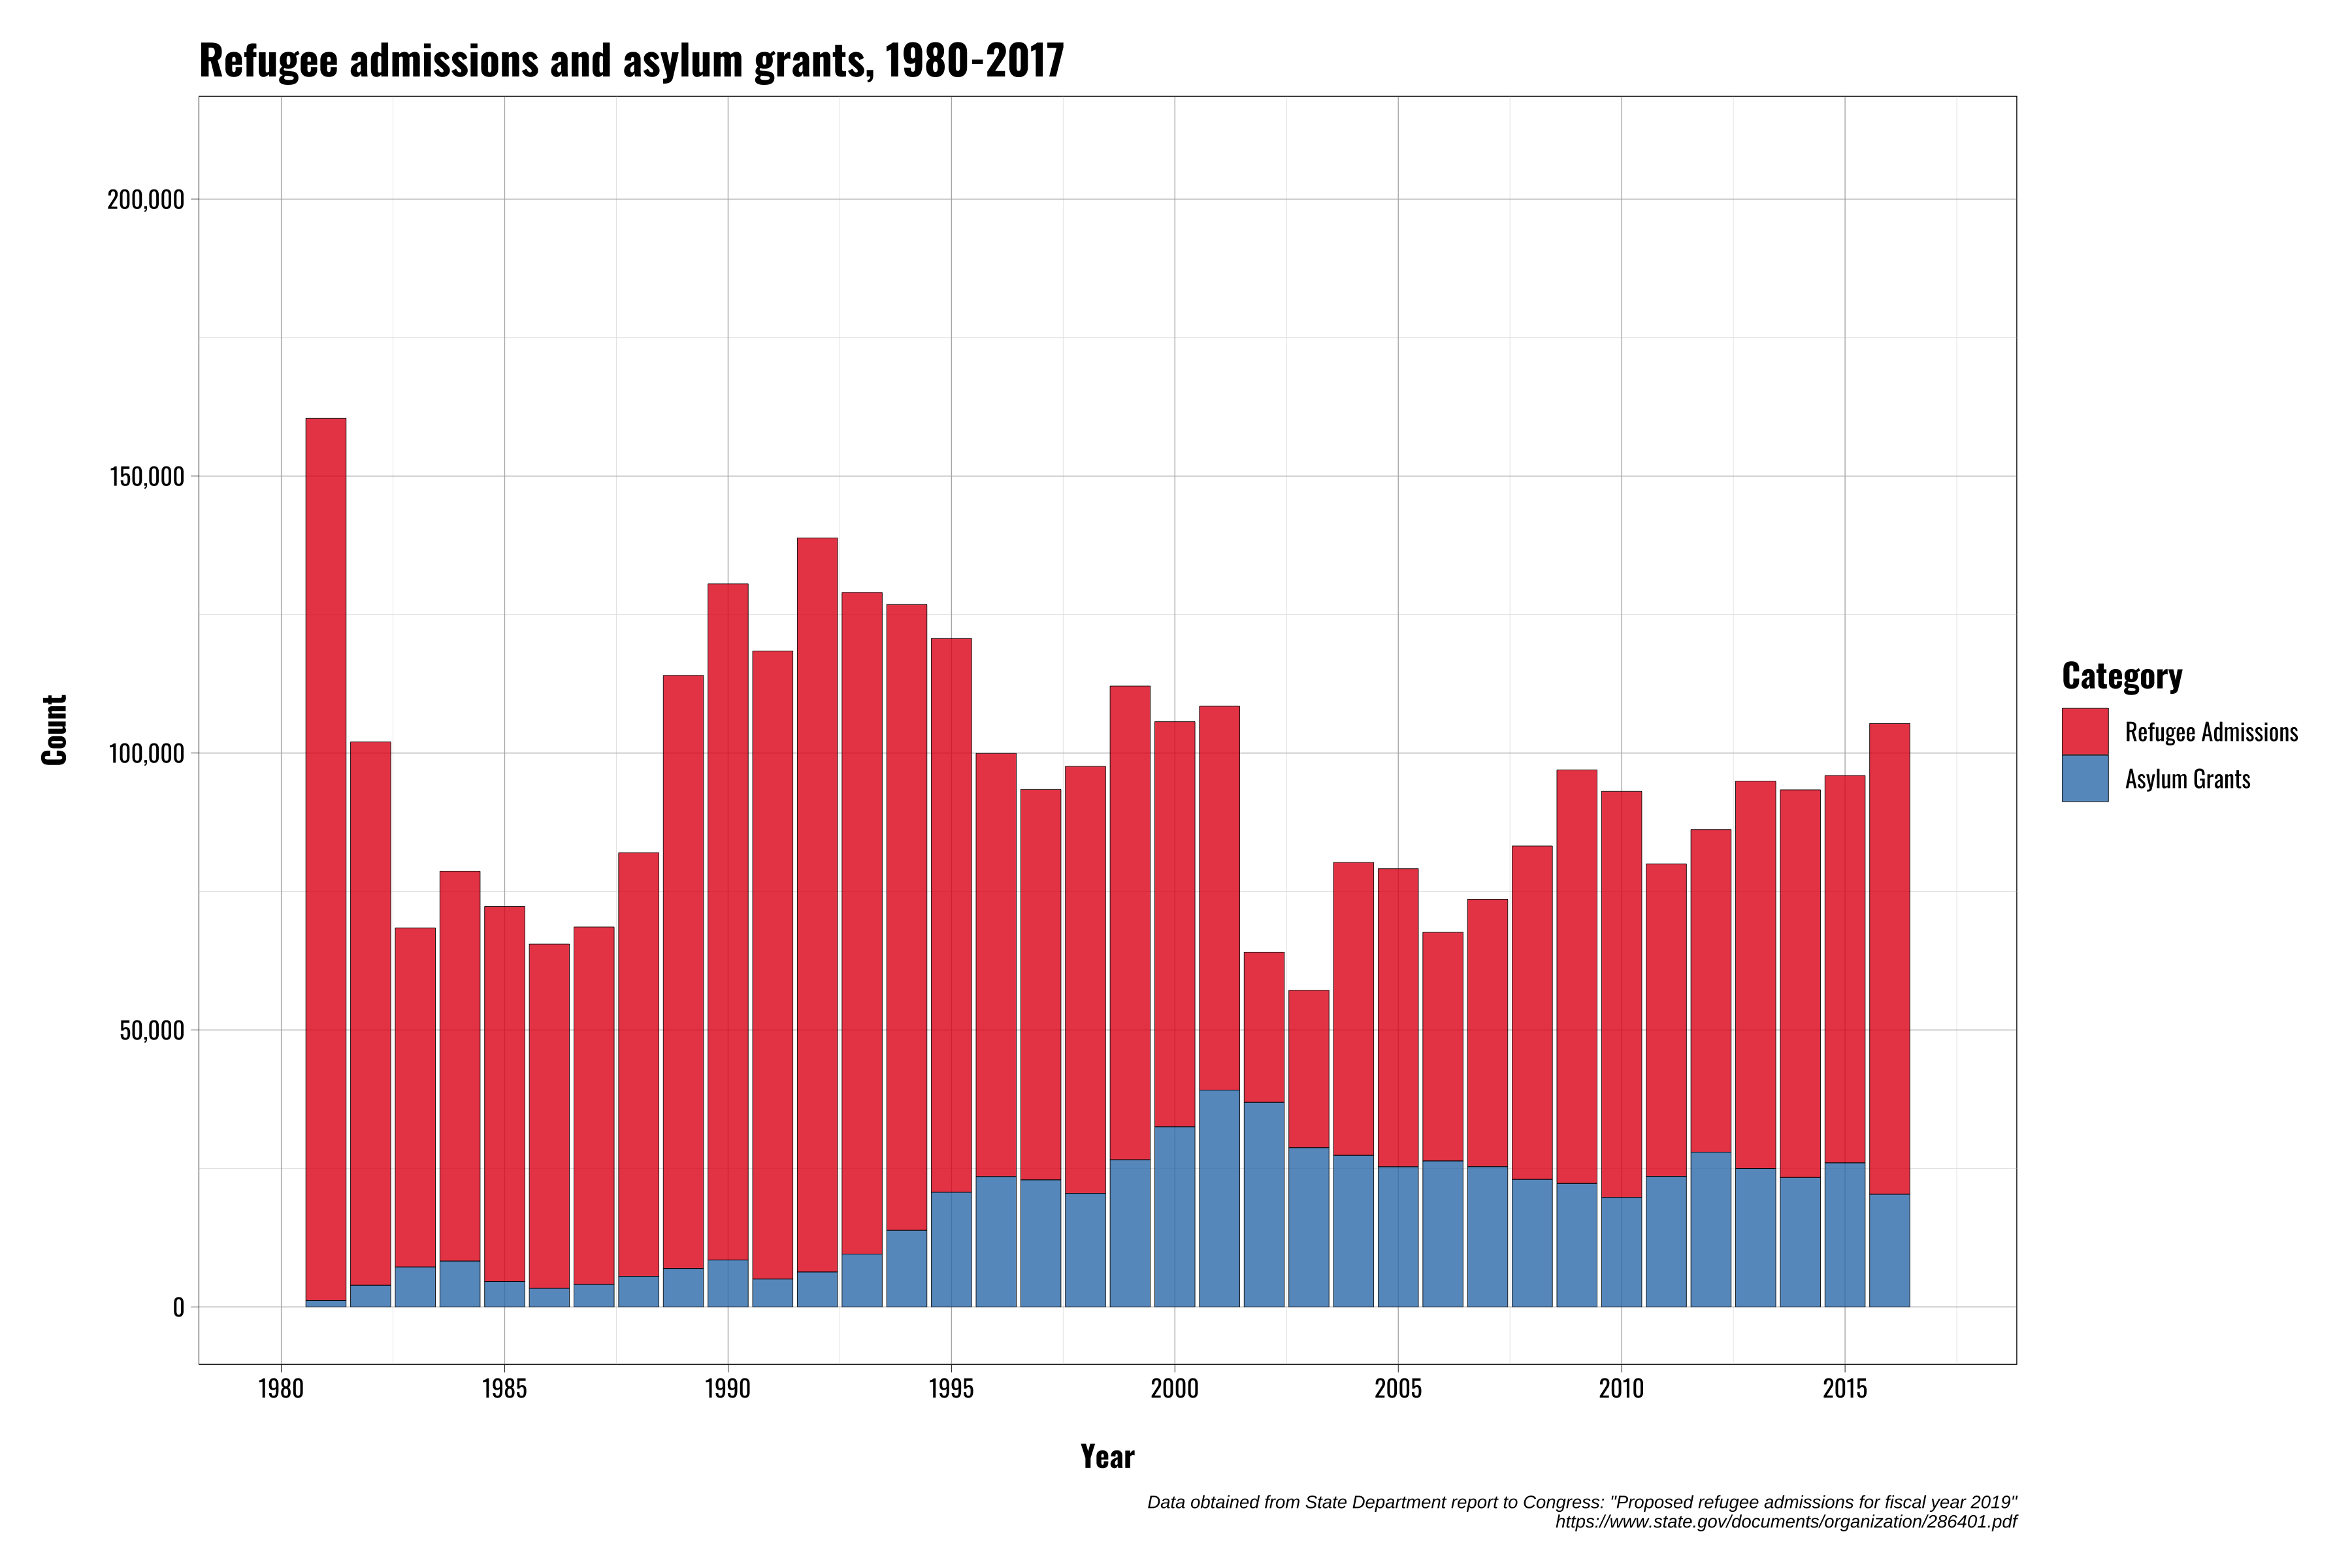 Refugee admissions and asylum grants, 1980-2017
200,000
150,000
100,000
50,000
0
Count
1980 1985 1990 1995 2000 2005 2010 2015
Year
Category
Refugee Admissions
Asylum Grants
Data obtained from State Department report to Congress: "Proposed refugee admissions for fiscal year 2019"
https://www.state.gov/documents/organization/286401.pdf